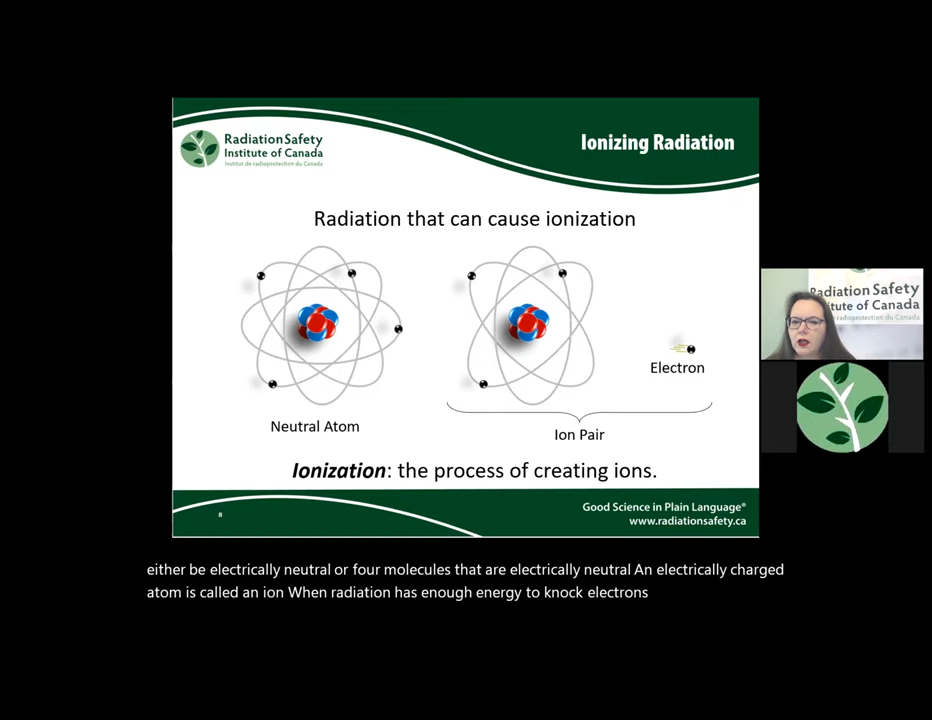 Radiation Safety
Institute of Canada
Institut de radioprotection du Canada
Ionizing Radiation
Radiation that can cause ionization
Electron
Neutral Atom
Ion Pair
Ionization: the process of creating ions.
8
Good Science in Plain Language®
www.radiationsafety.ca
Radiation Safety
itute of Canada
e radioprotection du Canada
either be electrically neutral or four molecules that are electrically neutral An electrically charged
atom is called an ion When radiation has enough energy to knock electrons